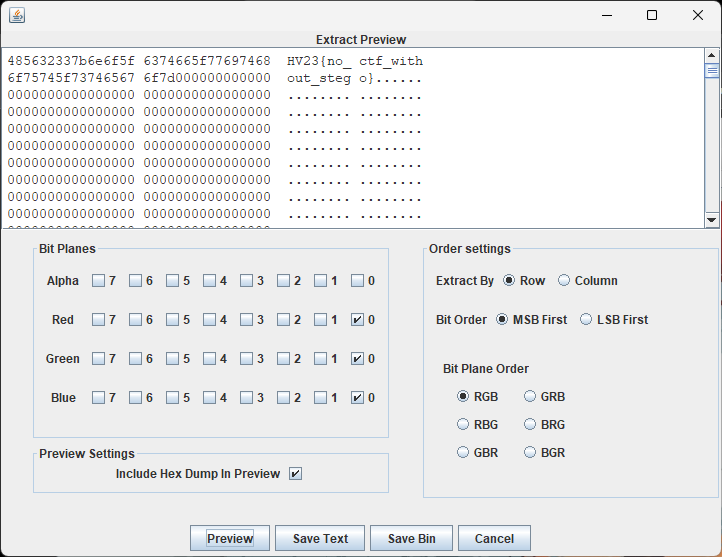 Extract Preview
485632337b6e6f5f 6374665f77697468 HV23{no_ ctf_with
6f75745f73746567 6f7d000000000000 out_steg o}......
0000000000000000 0000000000000000 ........ ........
0000000000000000 0000000000000000 ........ ........
0000000000000000 0000000000000000 ........ ........
0000000000000000 0000000000000000 ........ ........
0000000000000000 0000000000000000 ........ ........
0000000000000000 0000000000000000 ........ ........
0000000000000000 0000000000000000 ........ ........
0000000000000000 0000000000000000 ........ ........
Bit Planes
Alpha 7 6 5 4 3 2 1 0
Red 7 6 5 4 3 2 1 0
Green 7 6 5 4 3 2 1 0
Blue 7 6 5 4 3 2 1 0
Preview Settings
Include Hex Dump In Preview
Order settings
Extract By Row Column
Bit Order MSB First LSB First
Bit Plane Order
RGB GRB
RBG BRG
GBR BGR
Preview Save Text Save Bin Cancel